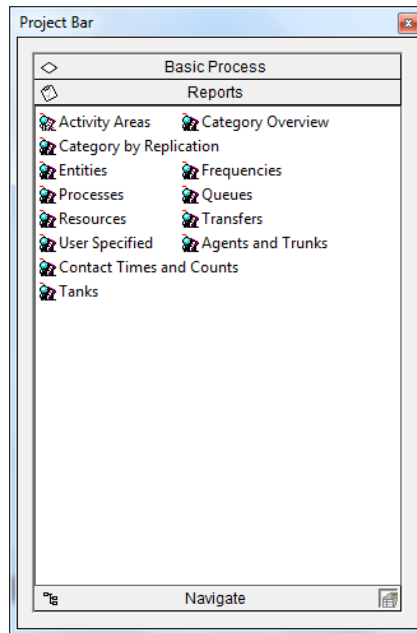 Project Bar
Basic Process
Reports
Activity Areas Category Overview
Category by Replication
Entities Frequencies
Processes Queues
Resources Transfers
User Specified Agents and Trunks
Contact Times and Counts
Tanks
Navigate